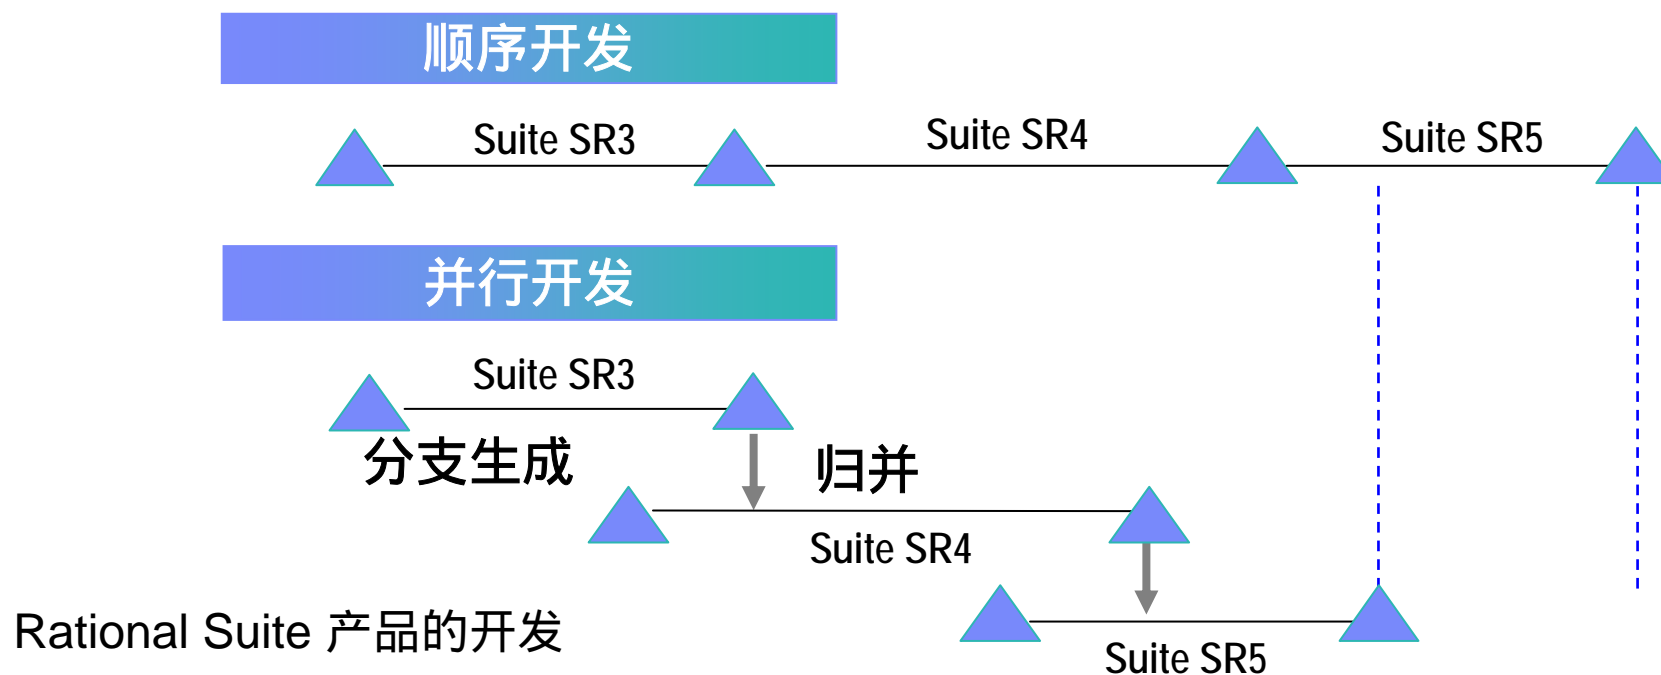 顺序开发
Suite SR3
Suite SR4
Suite SR5
并行开发
Suite SR3
分支生成
归并
Suite SR4
Rational Suite 产品的开发
Suite SR5